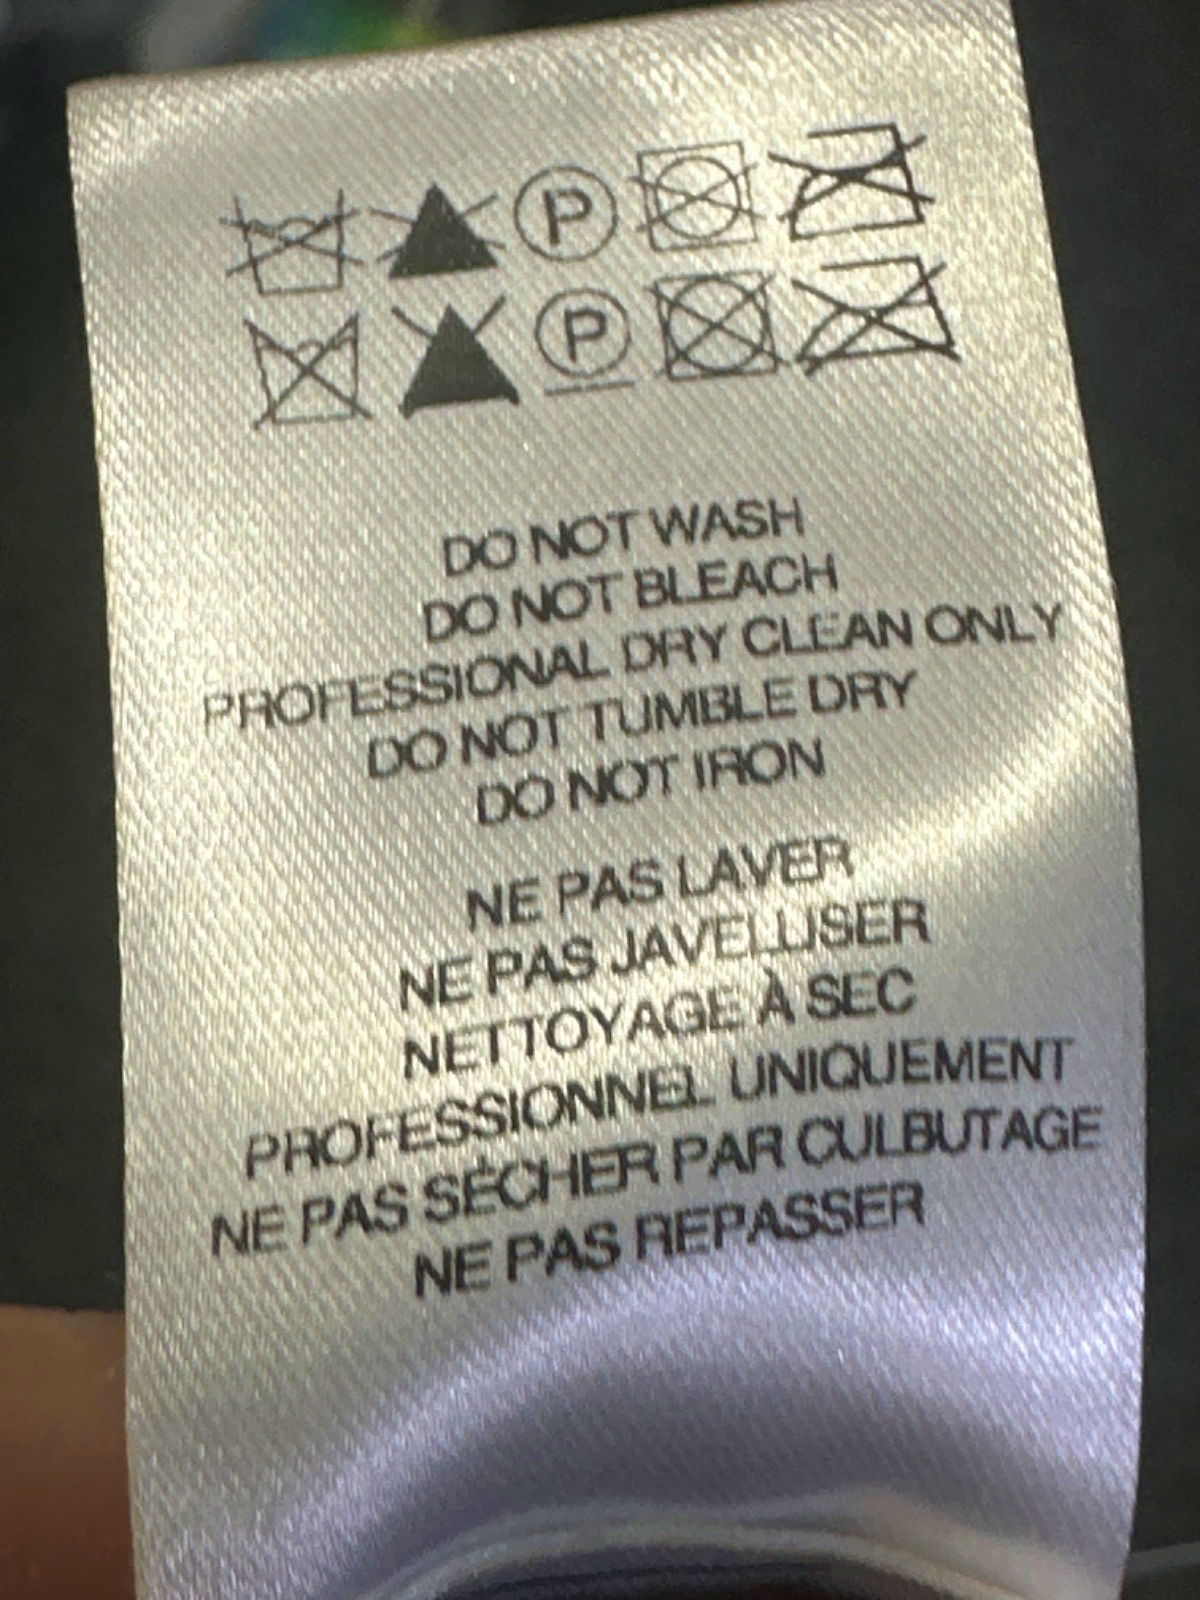 P
P
DO NOT WASH
DO NOT BLEACH
PROFESSIONAL DRY CLEAN ONLY
DO NOT TUMBLE DRY
DO NOT IRON
NE PAS LAVER
NE PAS JAVELLISER
NETTOYAGE À SEC
PROFESSIONNEL UNIQUEMENT
NE PAS SÉCHER PAR CULBUTAGE
NE PAS REPASSER